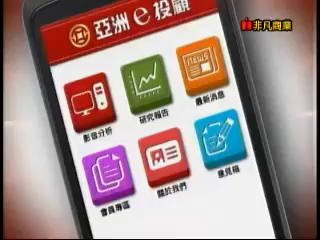 非凡商業
亞洲e投顧
影音分析
研究報告
NEWS
最新消息
會員專區
關於我們
意見箱